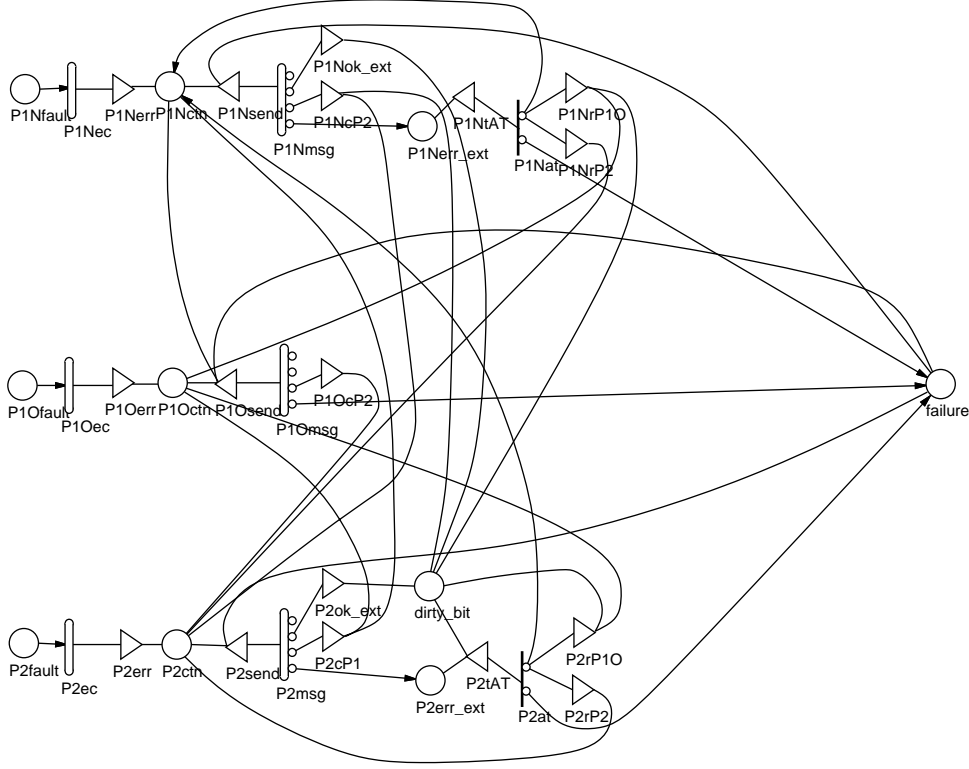 P1Nok_ext
P1Nfault
P1Nec
P1Nerr
P1Nctn
P1Nsend
P1NcP2
P1Nmsg
P1Nerr_ext
P1NtAT
P1Nat
P1NrP1O
P1NrP2
P1Ofault
P1Oec
P1Oerr
P1Octn
P1Osend
P1OcP2
P1Omsg
failure
P2ok_ext
dirty_bit
P2fault
P2ec
P2err
P2ctn
P2send
P2cP1
P2msg
P2err_ext
P2tAT
P2at
P2rP1O
P2rP2